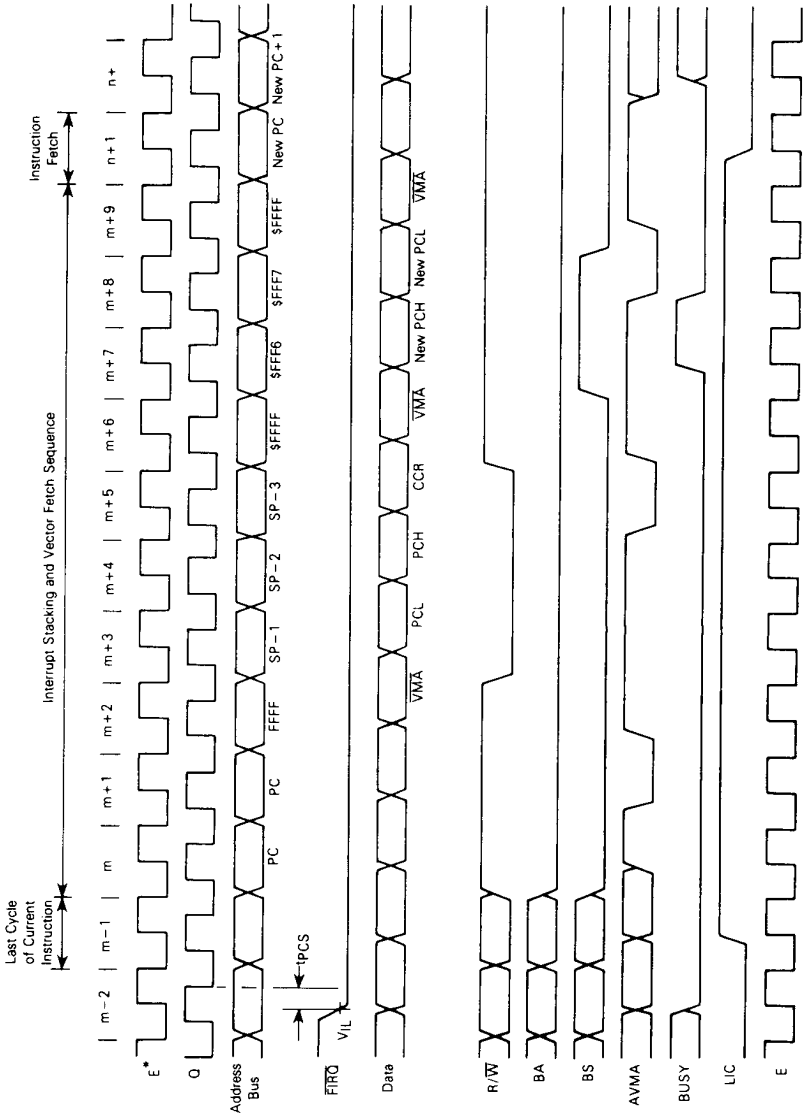 Last Cycle
of Current
Instruction
Interrupt Stacking and Vector Fetch Sequence
Instruction
Fetch
| m-2 | m-1 | m | m+1 | m+2 | m+3 | m+4 | m+5 | m+6 | m+7 | m+8 | m+9 | n+1 | n+
E*
Q
Address
Bus
PC PC FFFF SP-1 SP-2 SP-3 $FFFF $FFF6 $FFF7 $FFFF New PC New PC+1
tPCS
FIRQ
VIL
Data
VMA PCL PCH CCR VMA New PCH New PCL VMA
R/W
BA
BS
AVMA
BUSY
LIC
E